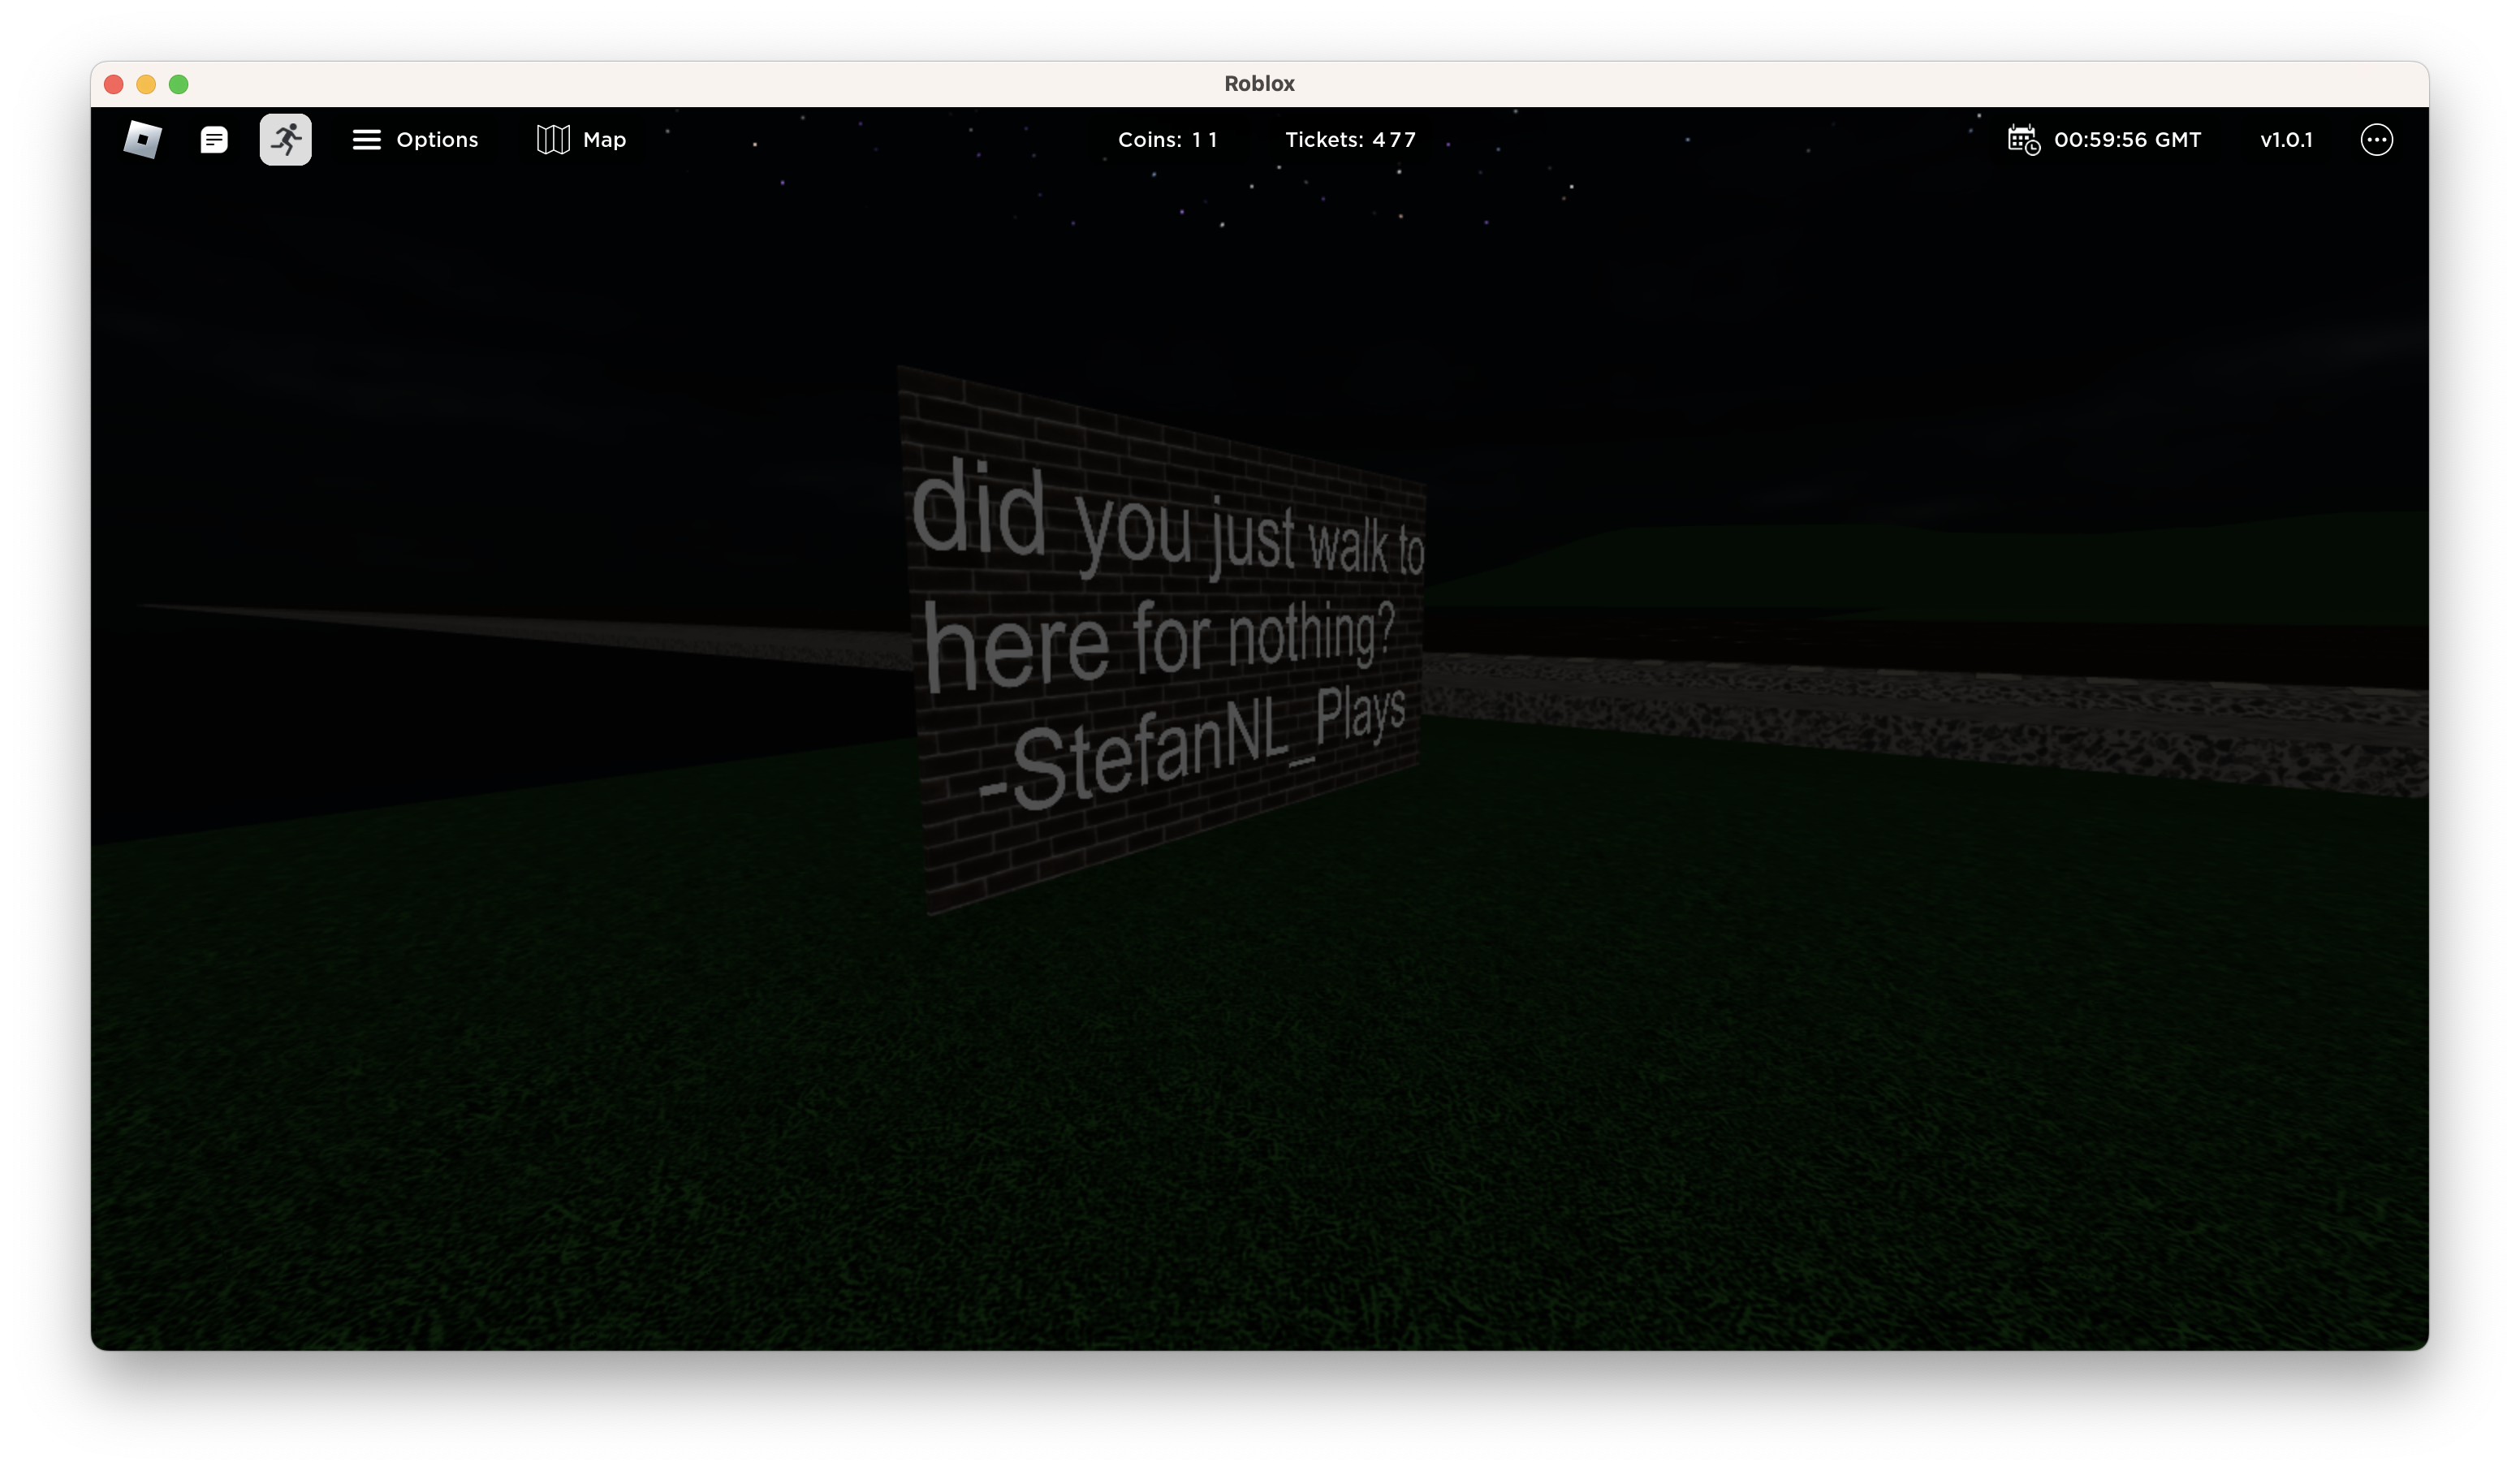 Roblox
Options Map Coins: 11 Tickets: 477 00:59:56 GMT v1.0.1
did you just walk to
here for nothing?
-StefanNL_Plays